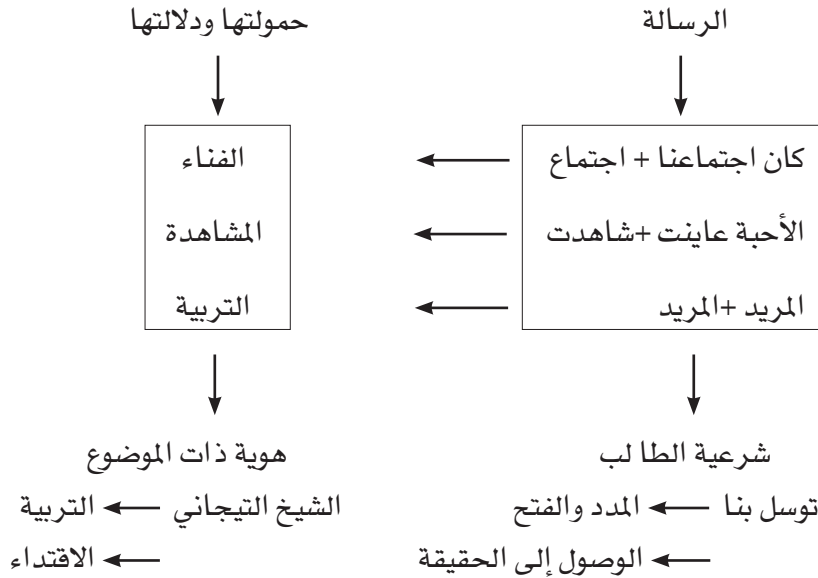 الرسالة حمولتها ودلالتها
كان اجتماعنا + اجتماع الفناء
الأحبة عاينت +شاهدت المشاهدة
المريد +المريد التربية
شرعية الطا لب هوية ذات الموضوع
توسل بنا المدد والفتح الشيخ التيجاني التربية
الوصول إلى الحقيقة الاقتداء